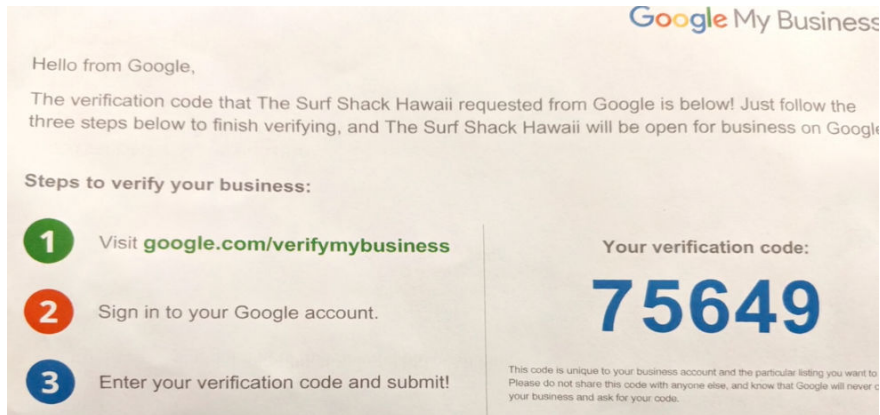 Google My Business
Hello from Google,
The verification code that The Surf Shack Hawaii requested from Google is below! Just follow the
three steps below to finish verifying, and The Surf Shack Hawaii will be open for business on Google
Steps to verify your business:
1 Visit google.com/verifymybusiness
2 Sign in to your Google account.
3 Enter your verification code and submit!
Your verification code:
75649
This code is unique to your business account and the particular listing you want to
Please do not share this code with anyone else, and know that Google will never
your business and ask for your code.